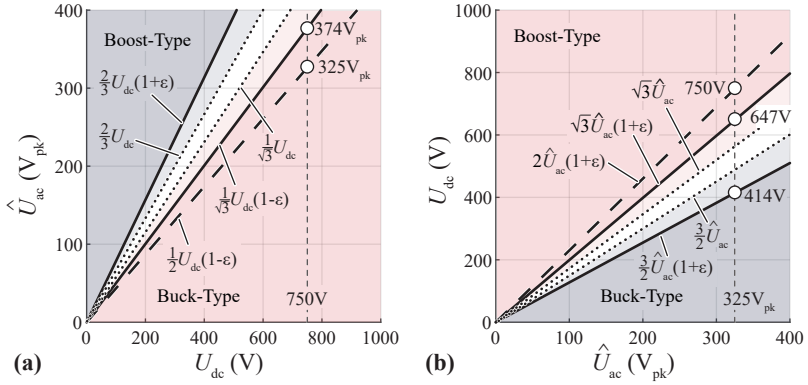 400
300
200
100
0
0
200
400
600
800
1000
Û_ac (V_pk)
U_dc (V)
Boost-Type
Buck-Type
374V_pk
325V_pk
2/3 U_dc(1+ε)
2/3 U_dc
1/√3 U_dc
1/√3 U_dc(1-ε)
1/2 U_dc(1-ε)
750V
(a)
1000
800
600
400
200
0
0
100
200
300
400
U_dc (V)
Û_ac (V_pk)
Boost-Type
Buck-Type
750V
647V
414V
√3Û_ac
√3Û_ac(1+ε)
2Û_ac(1+ε)
3/2 Û_ac
3/2 Û_ac(1+ε)
325V_pk
(b)